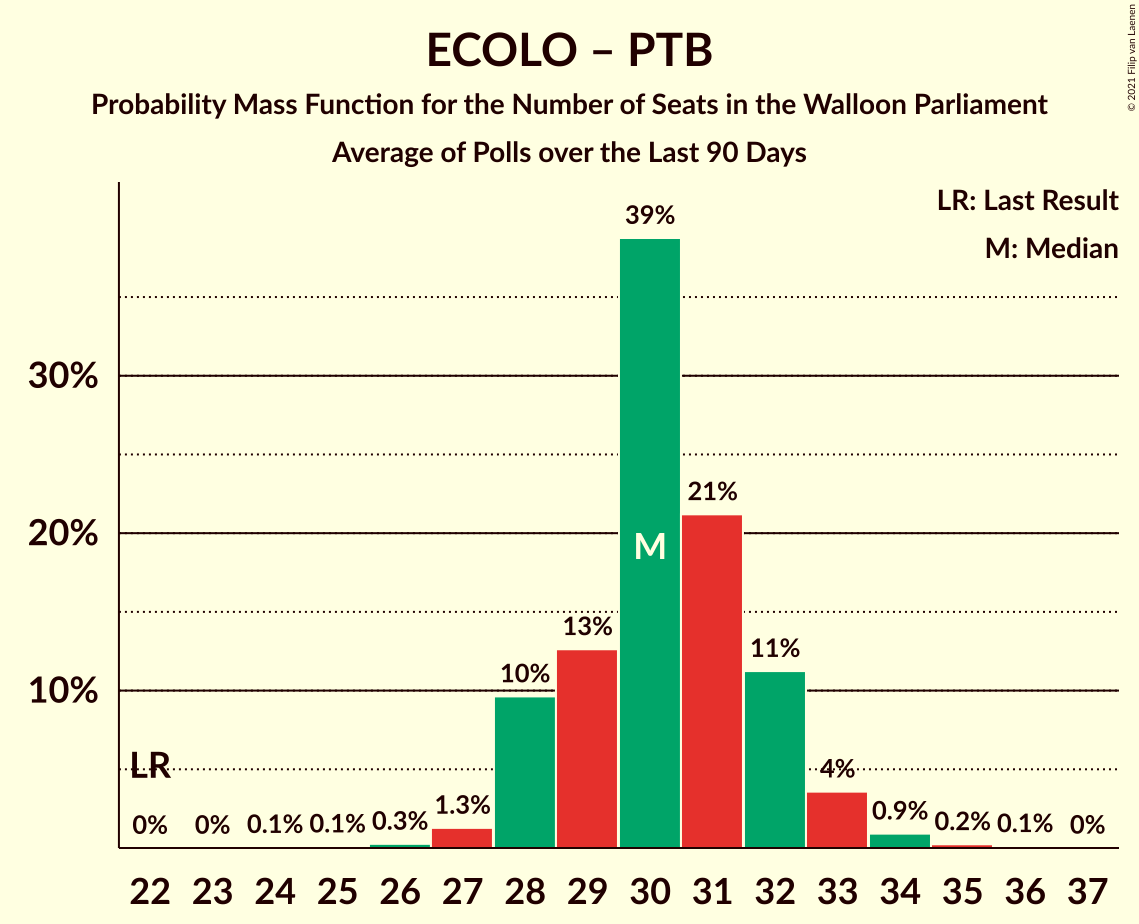 ECOLO – PTB
Probability Mass Function for the Number of Seats in the Walloon Parliament
Average of Polls over the Last 90 Days
© 2021 Filip van Laenen
LR: Last Result
M: Median
39%
30%
21%
20%
M
13%
11%
10%
10%
LR
4%
0% 0% 0.1% 0.1% 0.3% 1.3% 0.9% 0.2% 0.1% 0%
22 23 24 25 26 27 28 29 30 31 32 33 34 35 36 37